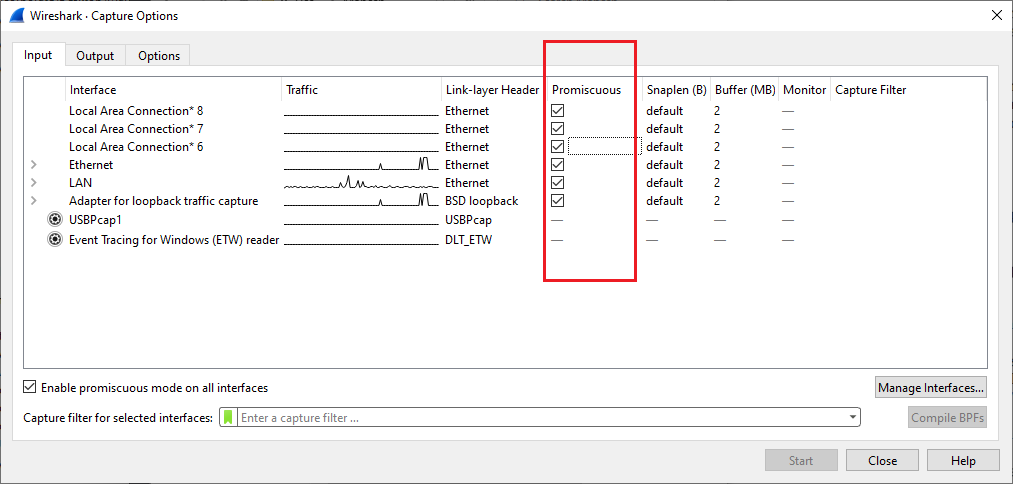 Wireshark · Capture Options
Input Output Options
Interface Traffic Link-layer Header Promiscuous Snaplen (B) Buffer (MB) Monitor Capture Filter
Local Area Connection* 8 Ethernet default 2 —
Local Area Connection* 7 Ethernet default 2 —
Local Area Connection* 6 Ethernet default 2 —
Ethernet Ethernet default 2 —
LAN Ethernet default 2 —
Adapter for loopback traffic capture BSD loopback default 2 —
USBPcap1 USBPcap — — — —
Event Tracing for Windows (ETW) reader DLT_ETW — — — —
Enable promiscuous mode on all interfaces Manage Interfaces...
Capture filter for selected interfaces: Enter a capture filter ... Compile BPFs
Start Close Help